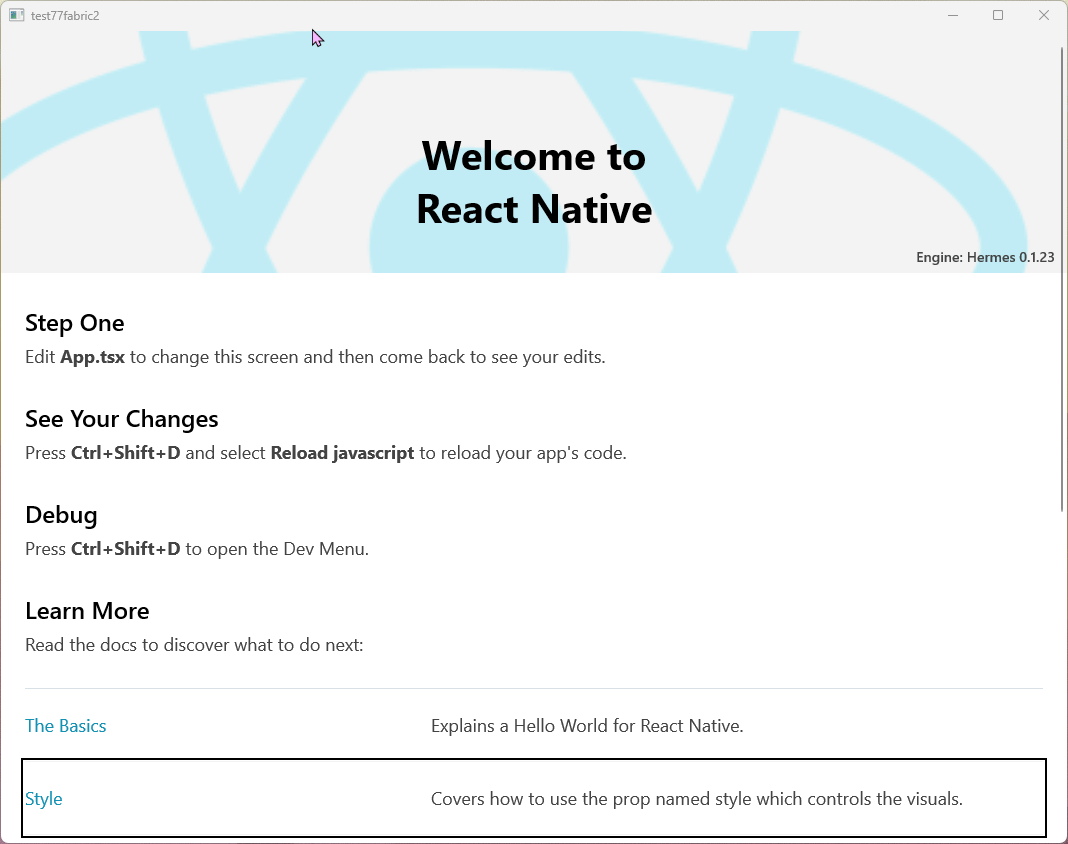 test77fabric2
Welcome to
React Native
Engine: Hermes 0.1.23
Step One
Edit App.tsx to change this screen and then come back to see your edits.
See Your Changes
Press Ctrl+Shift+D and select Reload javascript to reload your app's code.
Debug
Press Ctrl+Shift+D to open the Dev Menu.
Learn More
Read the docs to discover what to do next:
The Basics Explains a Hello World for React Native.
Style Covers how to use the prop named style which controls the visuals.